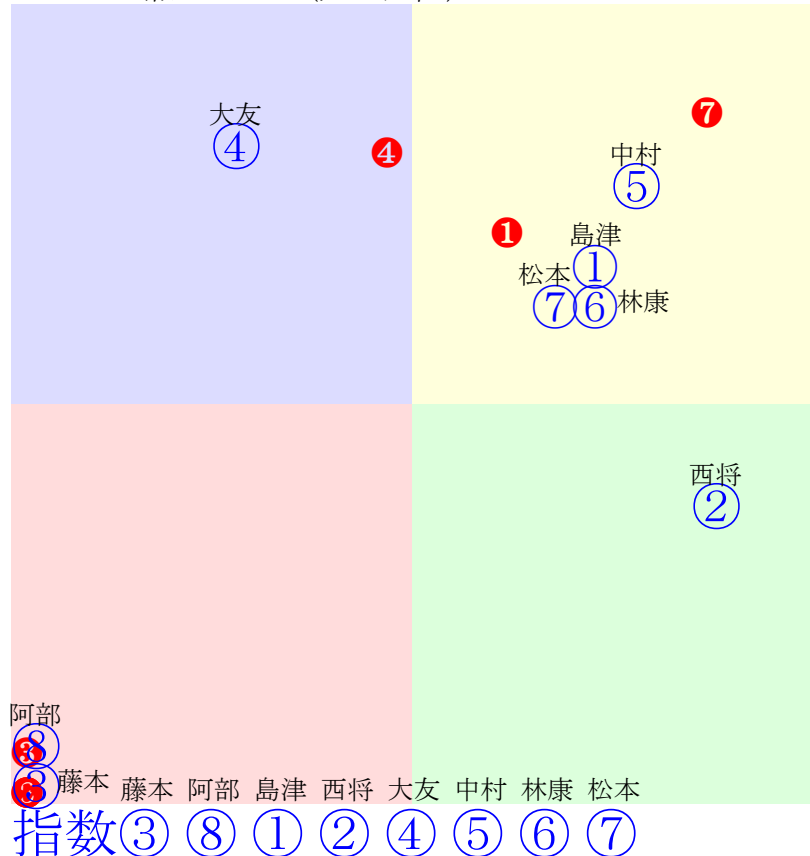 大友
④ ❹
❼
中村
⑤
❶
島津
①
松本
⑦ ⑥ 林康
西将
②
阿部
⑧
③ 藤本
藤本 阿部 島津 西将 大友 中村 林康 松本
指数 ③ ⑧ ① ② ④ ⑤ ⑥ ⑦